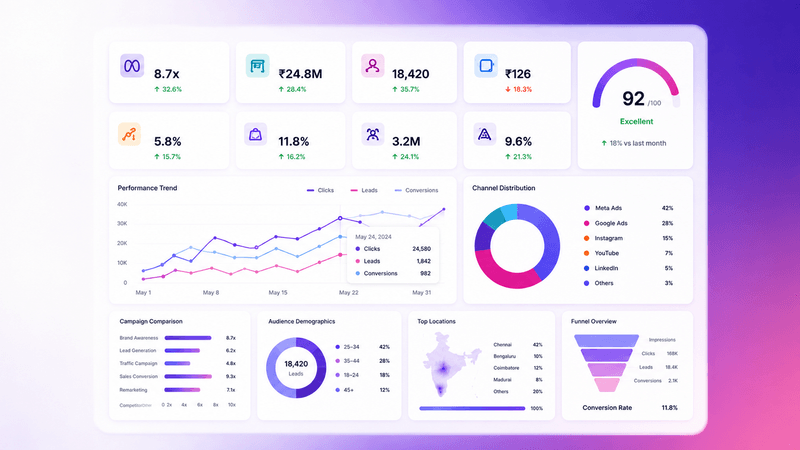 8.7x
↑ 32.6%
₹24.8M
↑ 28.4%
18,420
↑ 35.7%
₹126
↓ 18.3%
92 /100
Excellent
↑ 18% vs last month
5.8%
↑ 15.7%
11.8%
↑ 16.2%
3.2M
↑ 24.1%
9.6%
↑ 21.3%
Performance Trend
Clicks Leads Conversions
40K
30K
20K
10K
0
May 1 May 8 May 15 May 22 May 31
May 24, 2024
Clicks 24,580
Leads 1,842
Conversions 982
Channel Distribution
Meta Ads 42%
Google Ads 28%
Instagram 15%
YouTube 7%
LinkedIn 5%
Others 3%
Campaign Comparison
Brand Awareness 8.7x
Lead Generation 6.2x
Traffic Campaign 4.8x
Sales Conversion 9.3x
Remarketing 7.1x
0 2x 4x 6x 8x 10x
Audience Demographics
18,420
Leads
25–34 42%
35–44 28%
18–24 18%
45+ 12%
Top Locations
Chennai 42%
Bengaluru 10%
Coimbatore 12%
Madurai 8%
Others 20%
100%
Funnel Overview
Impressions
Clicks 198K
Leads 18.4K
Conversions 2.1K
Conversion Rate 11.8%